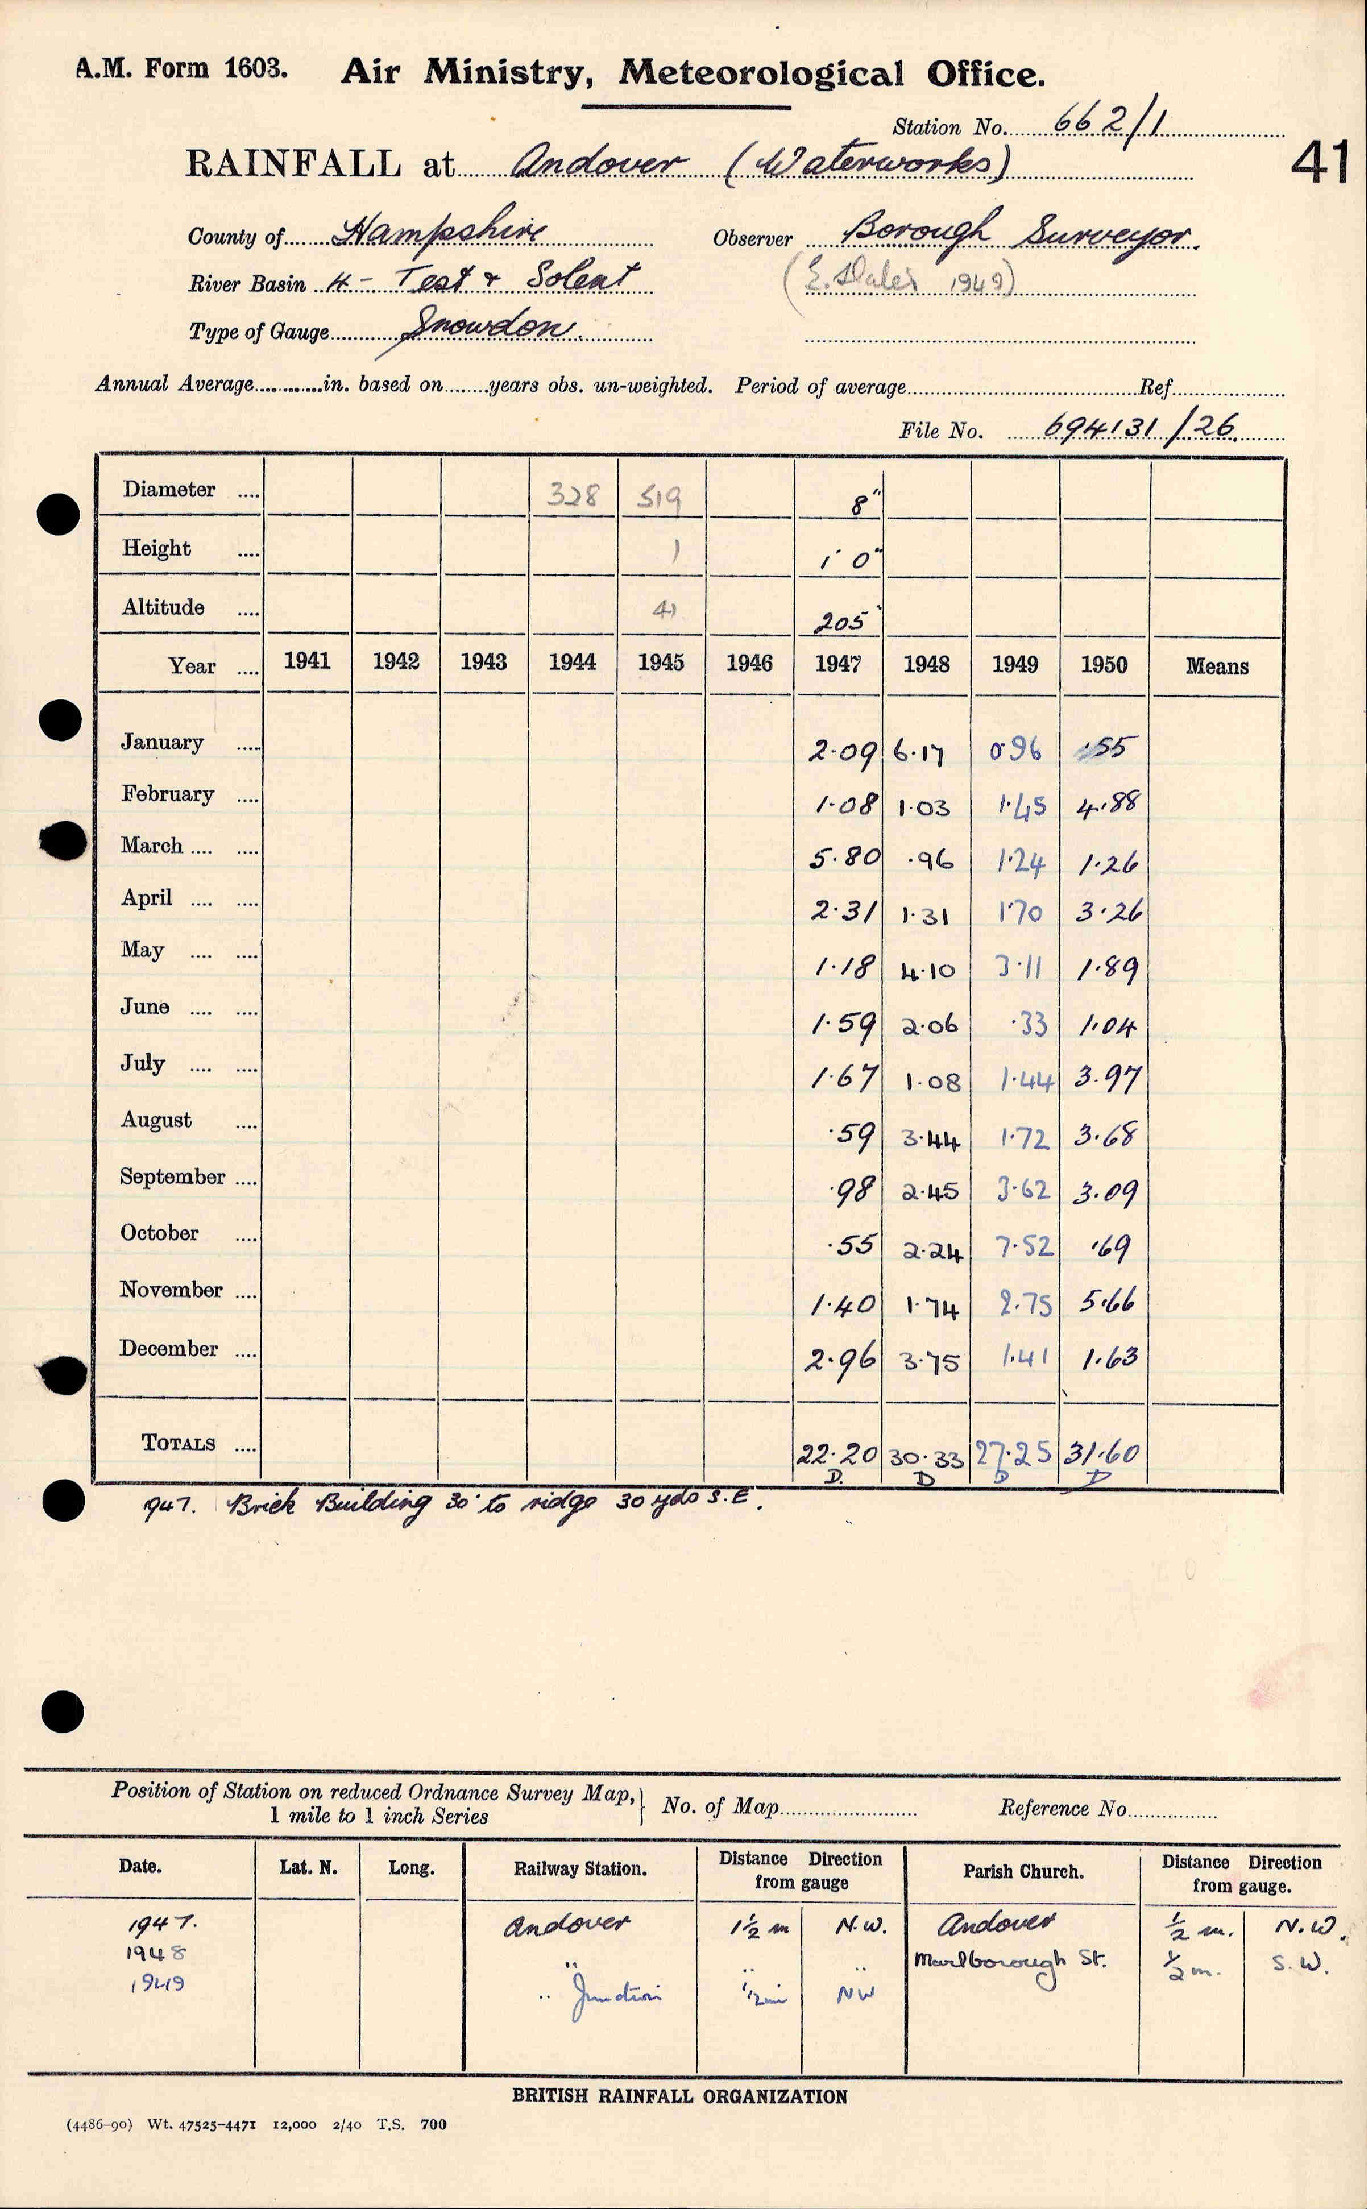 A.M. Form 1603. Air Ministry, Meteorological Office.
Station No. 662/1
RAINFALL at Andover (Waterworks)
41
County of Hampshire Observer Borough Surveyor.
River Basin 4 - Test & Solent (E. Dales 1949)
Type of Gauge Snowdon.
Annual Average............in. based on.......years obs. un-weighted. Period of average................Ref................
File No. 694131/26.
Diameter .... 328 519 8"
Height .... 1 1' 0"
Altitude .... 41 205'
Year .... 1941 1942 1943 1944 1945 1946 1947 1948 1949 1950 Means
January .... 2.09 6.17 0.96 .55
February .... 1.08 1.03 1.45 4.88
March .... .... 5.80 .96 1.24 1.26
April .... .... 2.31 1.31 1.70 3.26
May .... .... 1.18 4.10 3.11 1.89
June .... .... 1.59 2.06 .33 1.04
July .... .... 1.67 1.08 1.44 3.97
August .... .59 3.44 1.72 3.68
September .... .98 2.45 3.62 3.09
October .... .55 2.24 7.52 .69
November .... 1.40 1.74 2.75 5.66
December .... 2.96 3.75 1.41 1.63
TOTALS .... 22.20 30.33 27.25 31.60
D. D D D
1947. Brick Building 30' to ridge 30 yds S.E.
Position of Station on reduced Ordnance Survey Map, } No. of Map................ Reference No................
1 mile to 1 inch Series
Date. Lat. N. Long. Railway Station. Distance Direction from gauge Parish Church. Distance Direction from gauge.
1947. Andover 1½ m N.W. Andover ½ m. N.W.
1948 " " " Marlborough St. ½ m. S.W.
1949 " Junction ½ mi NW
BRITISH RAINFALL ORGANIZATION
(4486-90) Wt. 47525-4471 12,000 2/40 T.S. 700